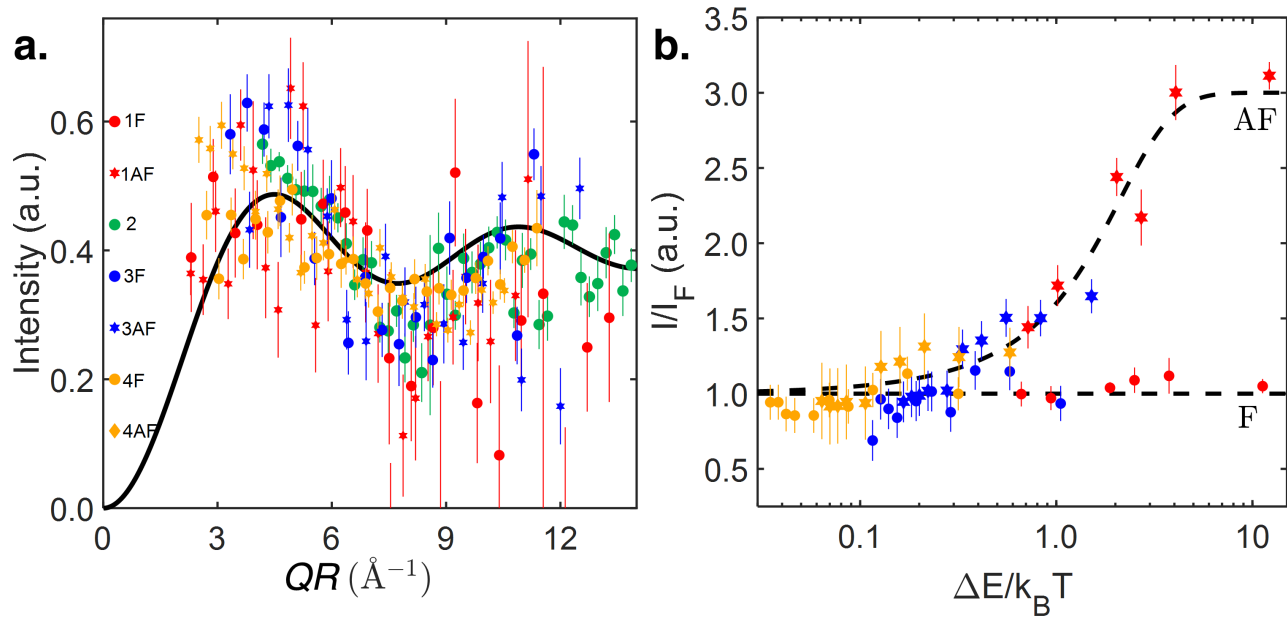 a.
Intensity (a.u.)
0.6
0.4
0.2
0.0
1F
1AF
2
3F
3AF
4F
4AF
0 3 6 9 12
QR (Å⁻¹)
b.
I/I_F (a.u.)
3.5
3.0
2.5
2.0
1.5
1.0
0.5
AF
F
0.1 1.0 10
ΔE/k_BT